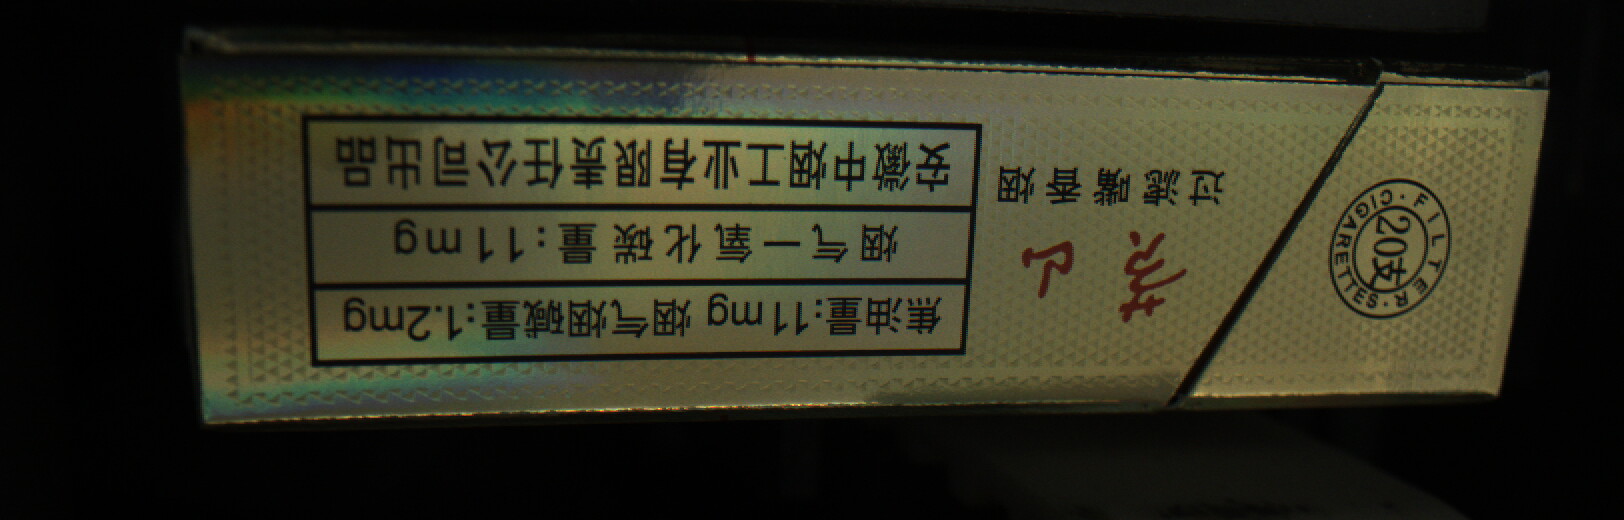 FILTER · CIGARETTES ·
20支
黄山
过滤嘴香烟
焦油量:11mg 烟气烟碱量:1.2mg
烟气一氧化碳量:11mg
安徽中烟工业有限责任公司出品